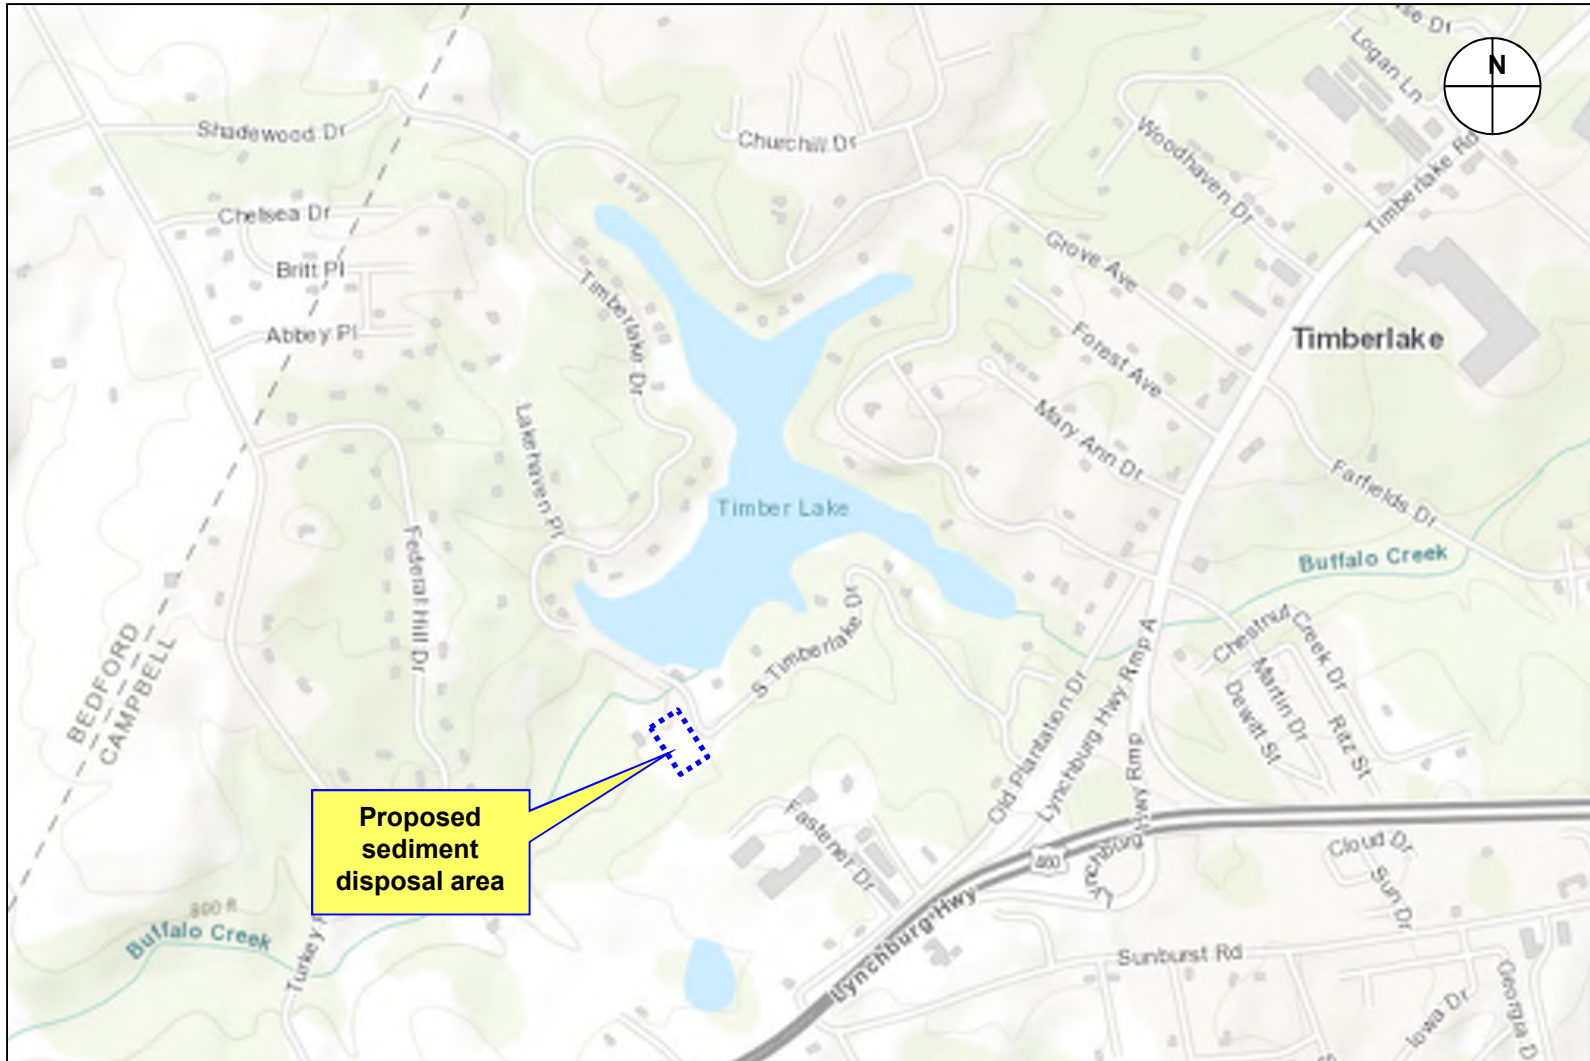 N
Logan Ln
Shadewood Dr
Churchill Dr
Woodhaven Dr
Timberlake Rd
Chelsea Dr
Britt Pl
Abbey Pl
Timberlake Dr
Grove Ave
Forest Ave
Timberlake
Mary Ann Dr
Lakehaven Pl
Timber Lake
Farfields Dr
Federal Hill Dr
Buffalo Creek
S Timberlake Dr
Chestnut Creek Dr
Martin Dr
Dewitt St
Ritz St
BEDFORD
CAMPBELL
Old Plantation Dr
Lynchburg Hwy Rmp A
Lynchburg Hwy Rmp
Proposed
sediment
disposal area
Fastener Dr
460
Cloud Dr
Sun Dr
800 ft
Buffalo Creek
Turkey F
Lynchburg Hwy
Sunburst Rd
Iowa Dr
Georgia D